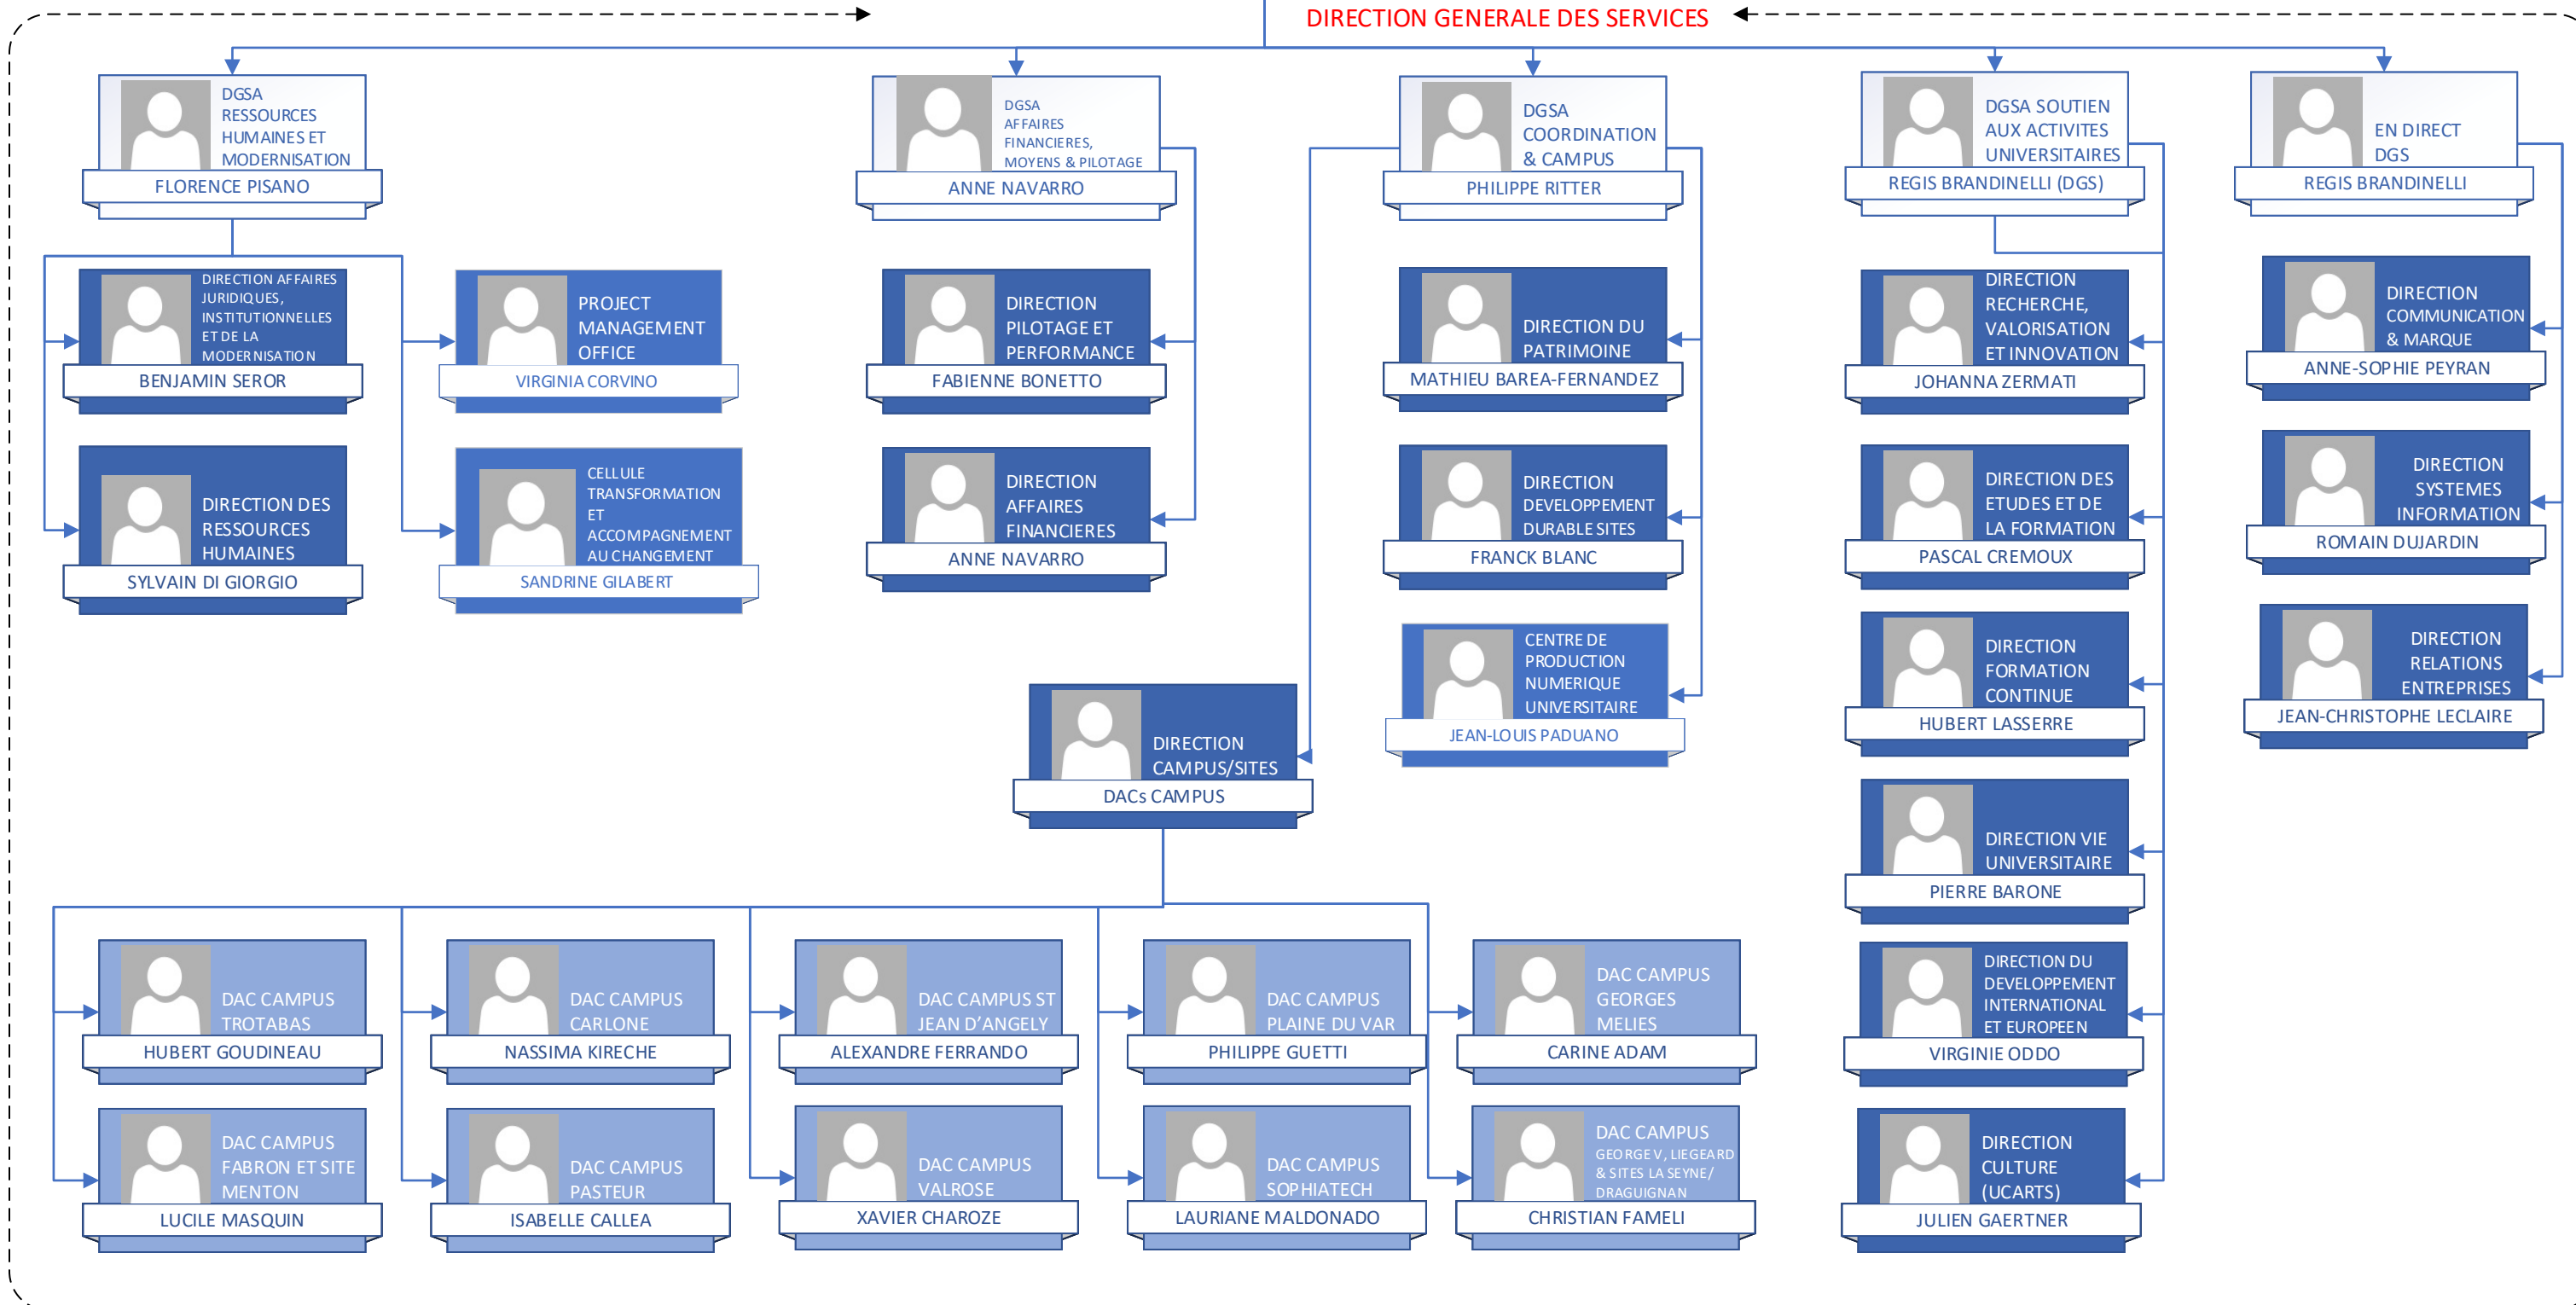 DIRECTION GENERALE DES SERVICES
DGSA
RESSOURCES
HUMAINES ET
MODERNISATION
FLORENCE PISANO
DGSA
AFFAIRES
FINANCIERES,
MOYENS & PILOTAGE
ANNE NAVARRO
DGSA
COORDINATION
& CAMPUS
PHILIPPE RITTER
DGSA SOUTIEN
AUX ACTIVITES
UNIVERSITAIRES
REGIS BRANDINELLI (DGS)
EN DIRECT
DGS
REGIS BRANDINELLI
DIRECTION AFFAIRES
JURIDIQUES,
INSTITUTIONNELLES
ET DE LA
MODERNISATION
BENJAMIN SEROR
PROJECT
MANAGEMENT
OFFICE
VIRGINIA CORVINO
DIRECTION
PILOTAGE ET
PERFORMANCE
FABIENNE BONETTO
DIRECTION DU
PATRIMOINE
MATHIEU BAREA-FERNANDEZ
DIRECTION
RECHERCHE,
VALORISATION
ET INNOVATION
JOHANNA ZERMATI
DIRECTION
COMMUNICATION
& MARQUE
ANNE-SOPHIE PEYRAN
DIRECTION DES
RESSOURCES
HUMAINES
SYLVAIN DI GIORGIO
CELLULE
TRANSFORMATION
ET
ACCOMPAGNEMENT
AU CHANGEMENT
SANDRINE GILABERT
DIRECTION
AFFAIRES
FINANCIERES
ANNE NAVARRO
DIRECTION
DEVELOPPEMENT
DURABLE SITES
FRANCK BLANC
DIRECTION DES
ETUDES ET DE
LA FORMATION
PASCAL CREMOUX
DIRECTION
SYSTEMES
INFORMATION
ROMAIN DUJARDIN
CENTRE DE
PRODUCTION
NUMERIQUE
UNIVERSITAIRE
JEAN-LOUIS PADUANO
DIRECTION
FORMATION
CONTINUE
HUBERT LASSERRE
DIRECTION
RELATIONS
ENTREPRISES
JEAN-CHRISTOPHE LECLAIRE
DIRECTION
CAMPUS/SITES
DACs CAMPUS
DIRECTION VIE
UNIVERSITAIRE
PIERRE BARONE
DAC CAMPUS
TROTABAS
HUBERT GOUDINEAU
DAC CAMPUS
CARLONE
NASSIMA KIRECHE
DAC CAMPUS ST
JEAN D'ANGELY
ALEXANDRE FERRANDO
DAC CAMPUS
PLAINE DU VAR
PHILIPPE GUETTI
DAC CAMPUS
GEORGES
MELIES
CARINE ADAM
DIRECTION DU
DEVELOPPEMENT
INTERNATIONAL
ET EUROPEEN
VIRGINIE ODDO
DAC CAMPUS
FABRON ET SITE
MENTON
LUCILE MASQUIN
DAC CAMPUS
PASTEUR
ISABELLE CALLEA
DAC CAMPUS
VALROSE
XAVIER CHAROZE
DAC CAMPUS
SOPHIATECH
LAURIANE MALDONADO
DAC CAMPUS
GEORGE V, LIEGEARD
& SITES LA SEYNE/
DRAGUIGNAN
CHRISTIAN FAMELI
DIRECTION
CULTURE
(UCARTS)
JULIEN GAERTNER